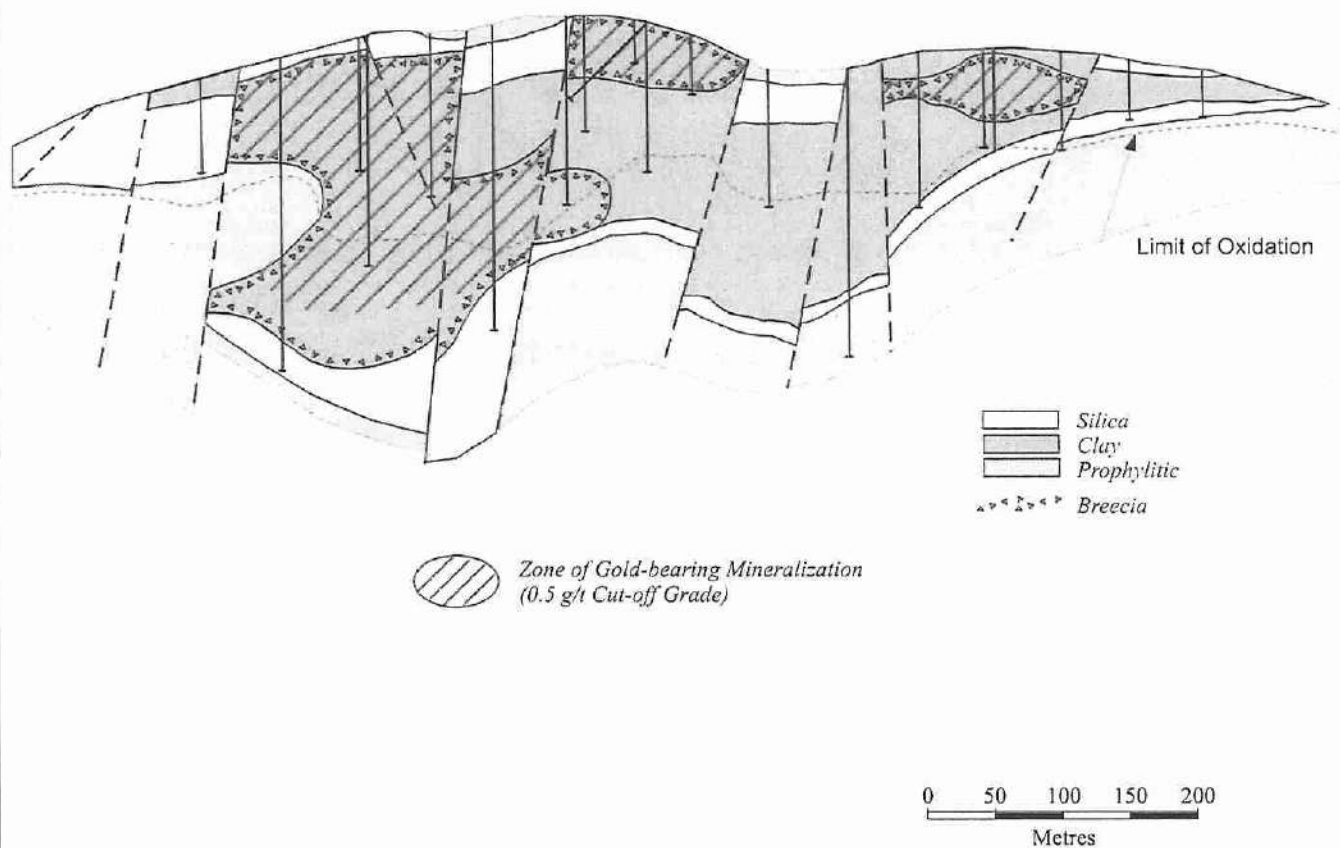 Limit of Oxidation
Silica
Clay
Prophylitic
Breecia
Zone of Gold-bearing Mineralization
(0.5 g/t Cut-off Grade)
0 50 100 150 200
Metres